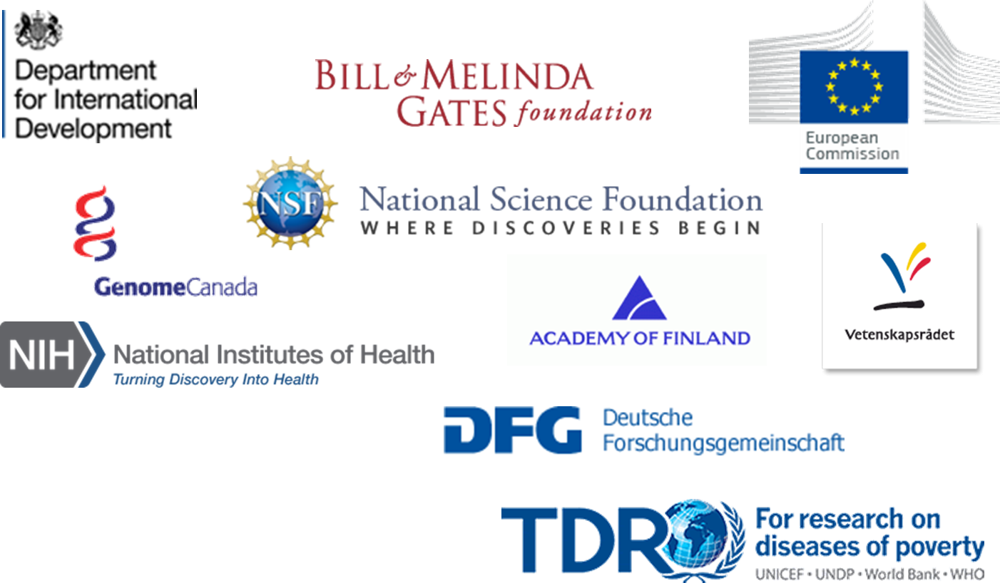 Department
for International
Development
BILL & MELINDA
GATES foundation
European
Commission
NSF
National Science Foundation
WHERE DISCOVERIES BEGIN
GenomeCanada
ACADEMY OF FINLAND
Vetenskapsrådet
NIH
National Institutes of Health
Turning Discovery Into Health
DFG
Deutsche
Forschungsgemeinschaft
TDR
For research on
diseases of poverty
UNICEF • UNDP • World Bank • WHO